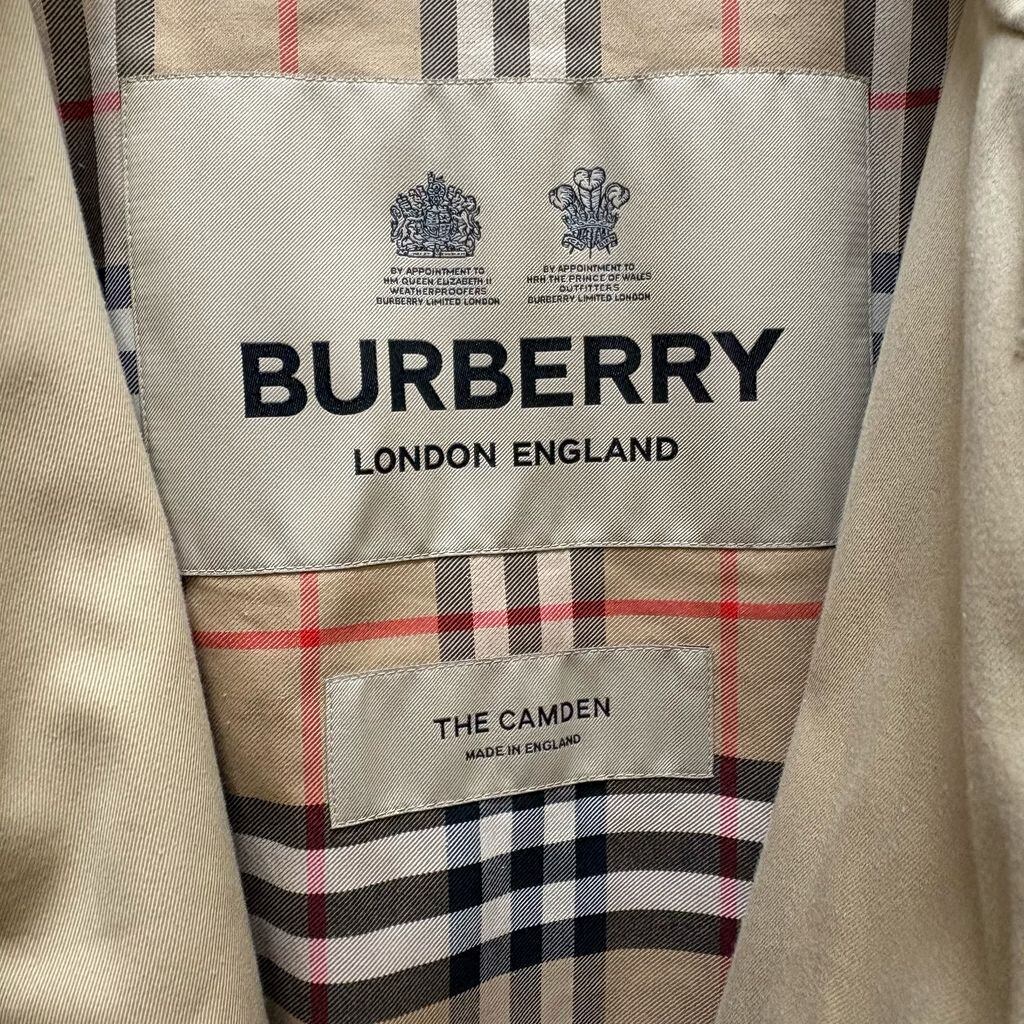 BY APPOINTMENT TO
HM QUEEN ELIZABETH II
WEATHERPROOFERS
BURBERRY LIMITED LONDON
BY APPOINTMENT TO
HRH THE PRINCE OF WALES
OUTFITTERS
BURBERRY LIMITED LONDON
BURBERRY
LONDON ENGLAND
THE CAMDEN
MADE IN ENGLAND